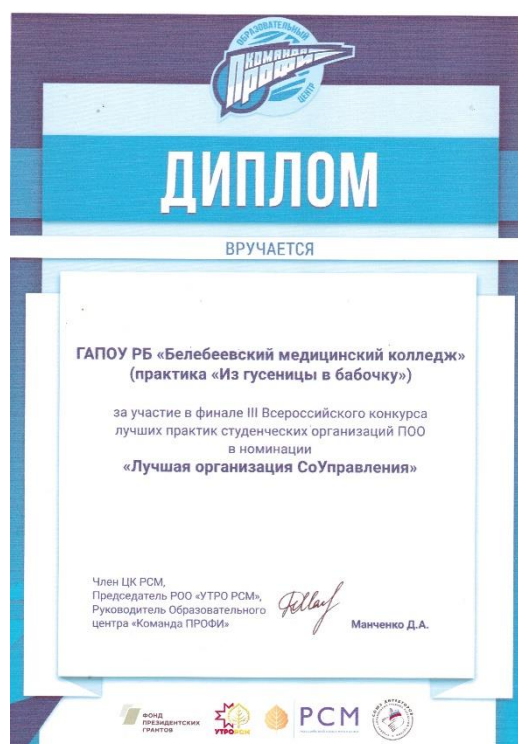 ОБРАЗОВАТЕЛЬНЫЙ
КОМАНДА
ПРОФИ
ЦЕНТР
ДИПЛОМ
ВРУЧАЕТСЯ
ГАПОУ РБ «Белебеевский медицинский колледж»
(практика «Из гусеницы в бабочку»)
за участие в финале III Всероссийского конкурса
лучших практик студенческих организаций ПОО
в номинации
«Лучшая организация СоУправления»
Член ЦК РСМ,
Председатель РОО «УТРО РСМ»,
Руководитель Образовательного
центра «Команда ПРОФИ»
Манченко Д.А.
ФОНД
ПРЕЗИДЕНТСКИХ
ГРАНТОВ
УТРО РСМ
РСМ